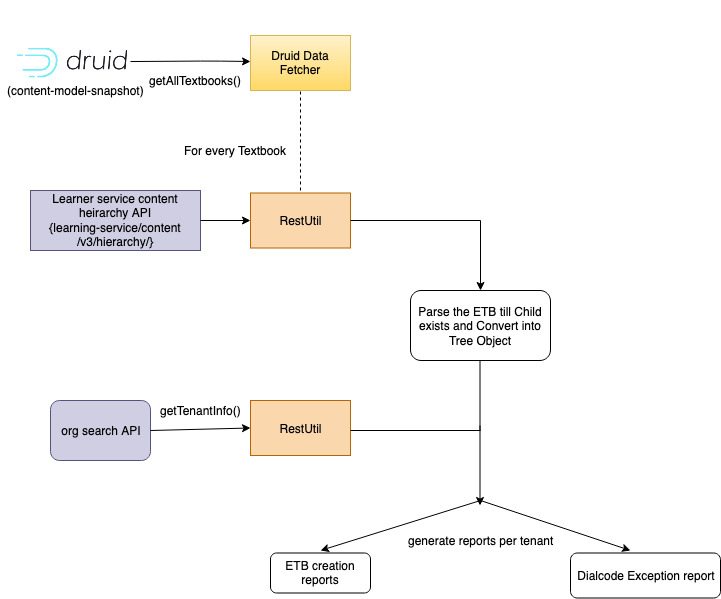 druid
(content-model-snapshot)
getAllTextbooks()
Druid Data
Fetcher
For every Textbook
Learner service content
heirarchy API
{learning-service/content
/v3/hierarchy/}
RestUtil
Parse the ETB till Child
exists and Convert into
Tree Object
org search API
getTenantInfo()
RestUtil
generate reports per tenant
ETB creation
reports
Dialcode Exception report